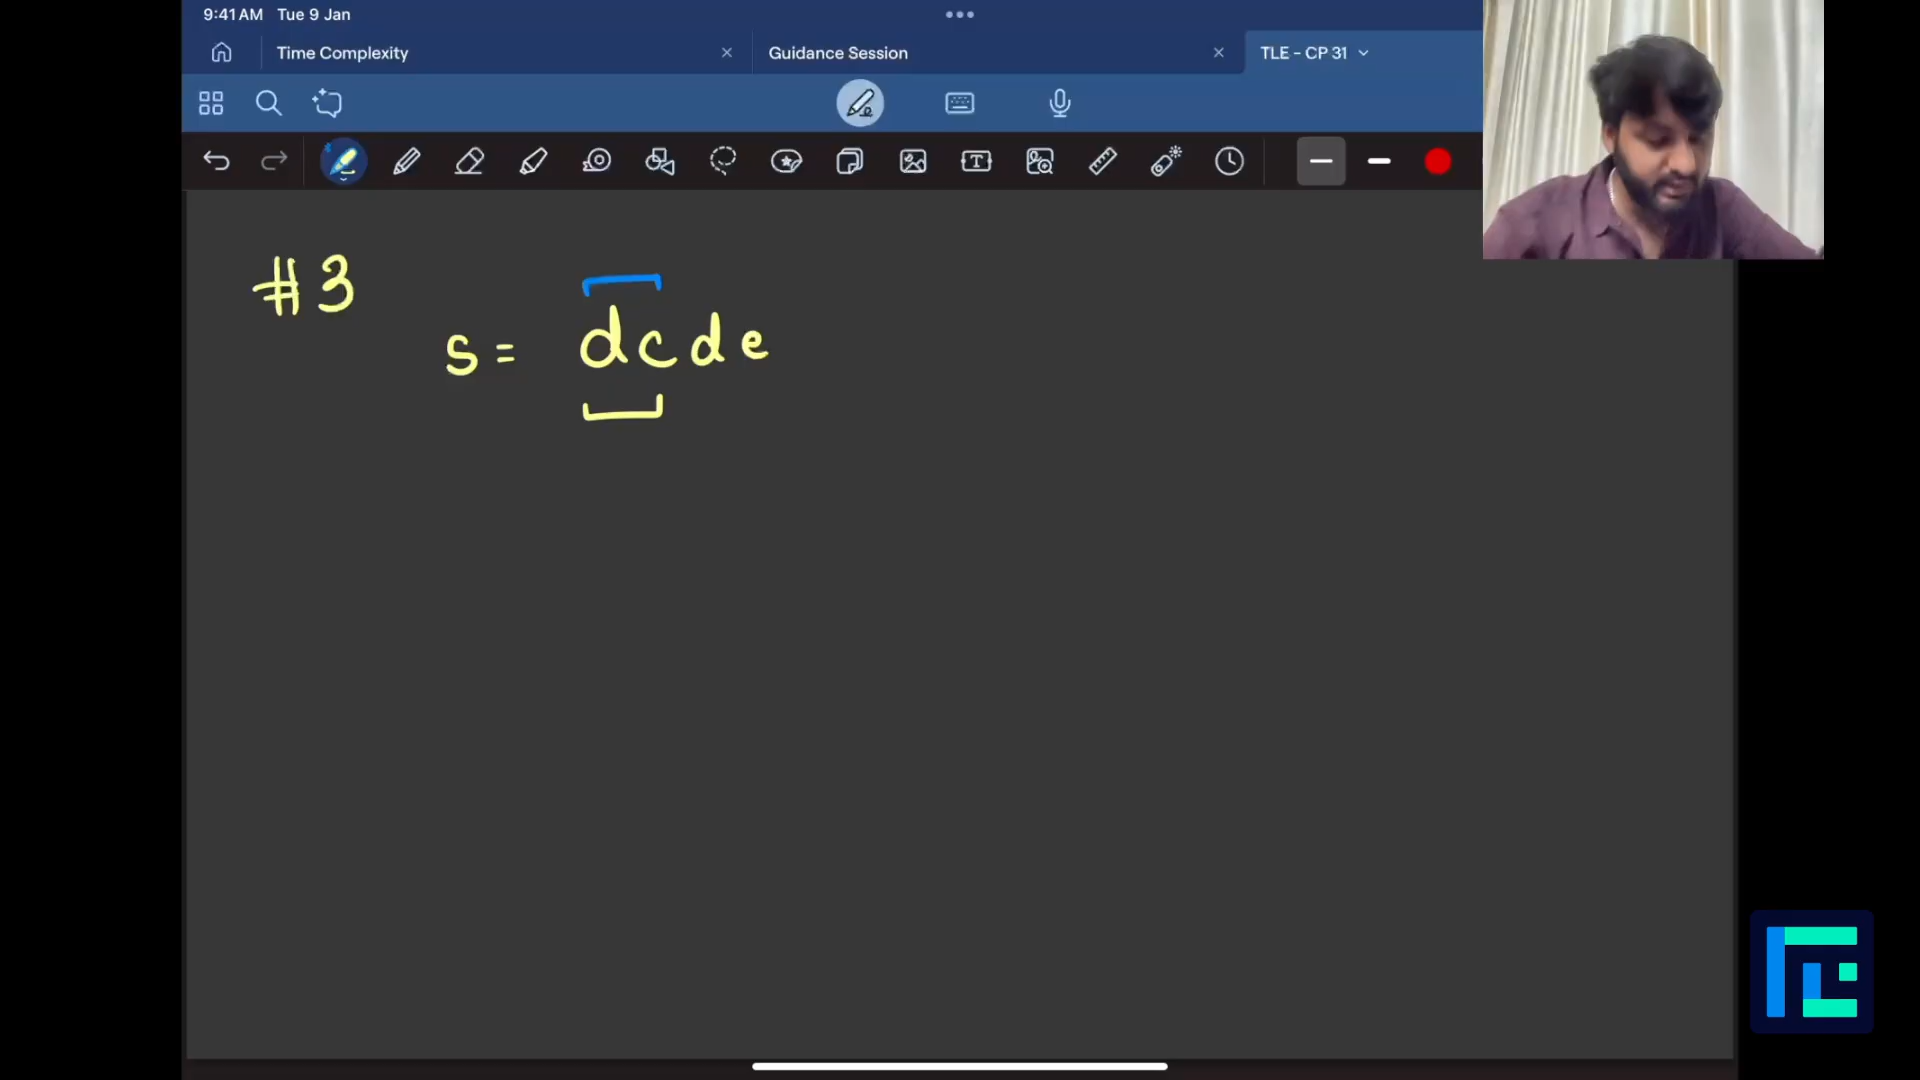 9:41 AM Tue 9 Jan
Time Complexity
Guidance Session
TLE - CP 31
#3
s = dcde